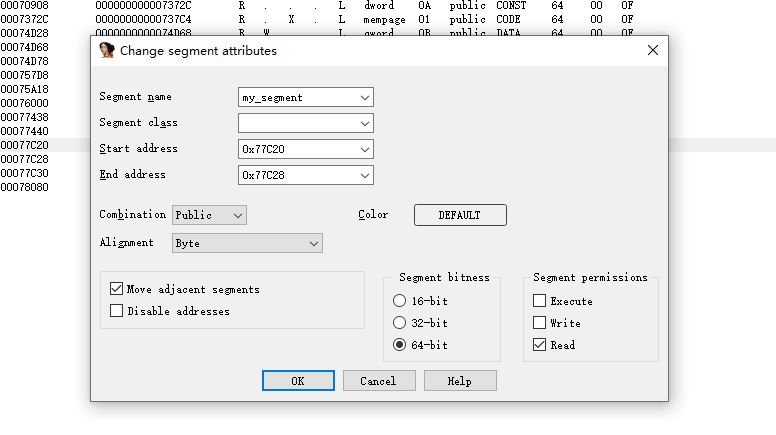 00070908 000000000007372C R . . . L dword 0A public CONST 64 00 0F
0007372C 00000000000737C4 R . X . L mempage 01 public CODE 64 00 0F
00074D28 0000000000074D68 R W . . L qword 0B public DATA 64 00 0F
00074D68
00074D78
000757D8
00075A18
00076000
00077438
00077440
00077C20
00077C28
00077C30
00078080
Change segment attributes
Segment name my_segment
Segment class
Start address 0x77C20
End address 0x77C28
Combination Public Color DEFAULT
Alignment Byte
Move adjacent segments
Disable addresses
Segment bitness
16-bit
32-bit
64-bit
Segment permissions
Execute
Write
Read
OK Cancel Help